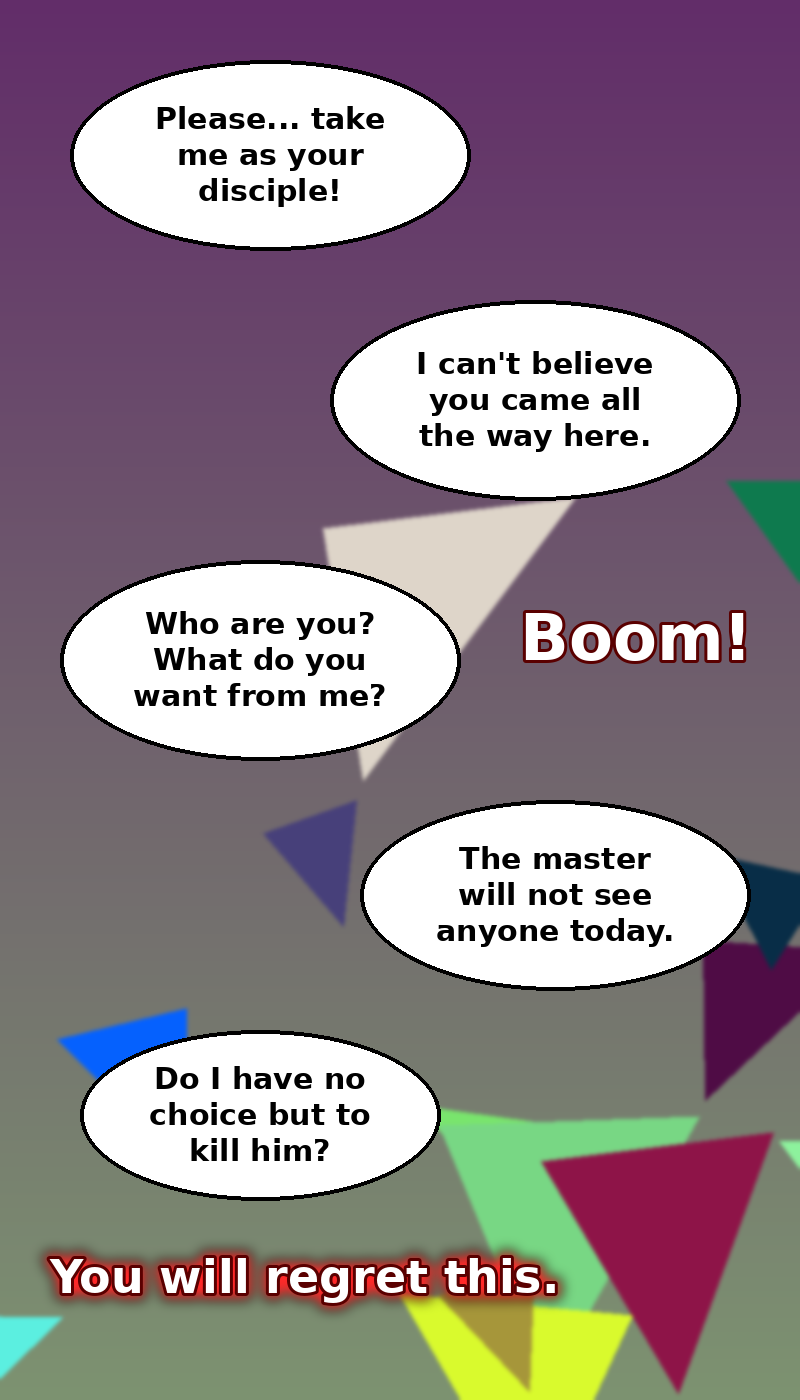 Please... take
me as your
disciple!
I can't believe
you came all
the way here.
Who are you?
What do you
want from me?
Boom!
The master
will not see
anyone today.
Do I have no
choice but to
kill him?
You will regret this.